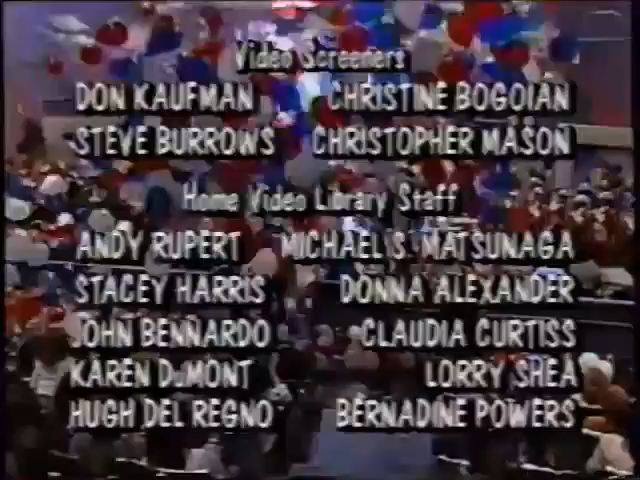 Video Screeners
DON KAUFMAN CHRISTINE BOGOIAN
STEVE BURROWS CHRISTOPHER MASON
Home Video Library Staff
ANDY RUPERT MICHAEL S. MATSUNAGA
STACEY HARRIS DONNA ALEXANDER
JOHN BENNARDO CLAUDIA CURTISS
KAREN DuMONT LORRY SHEA
HUGH DEL REGNO BERNADINE POWERS